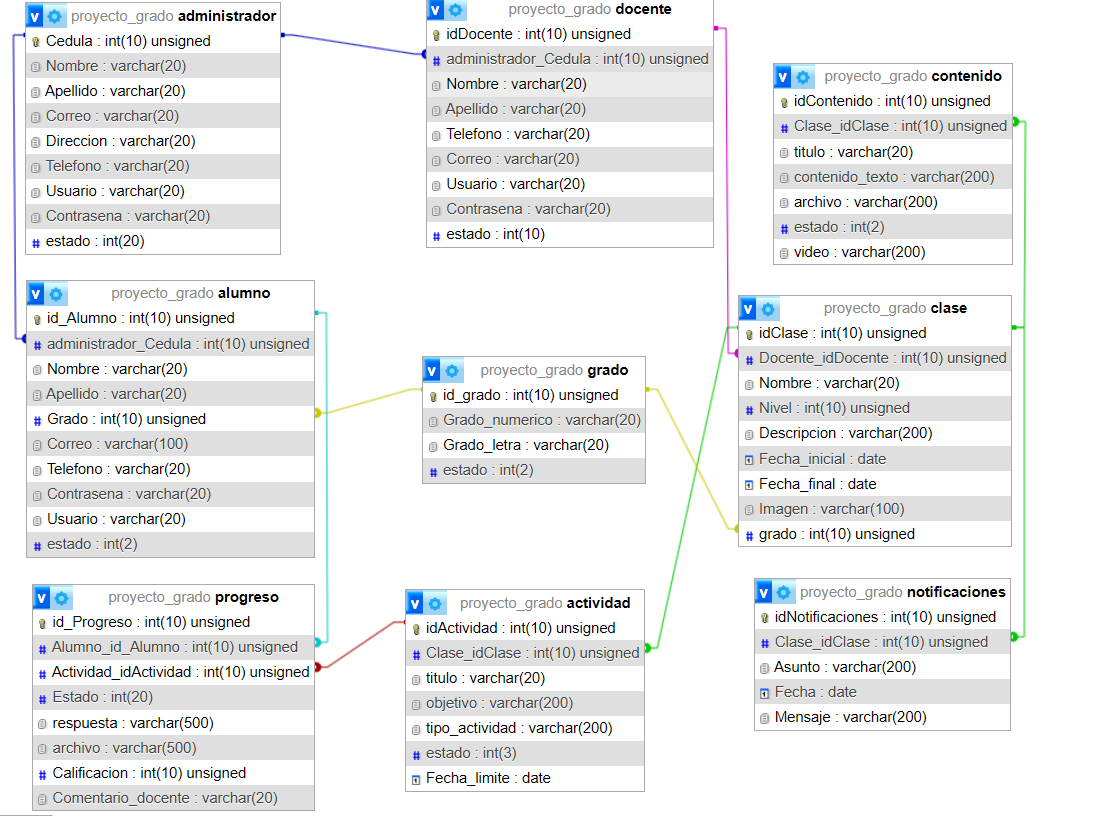 proyecto_grado administrador
Cedula : int(10) unsigned
Nombre : varchar(20)
Apellido : varchar(20)
Correo : varchar(20)
Direccion : varchar(20)
Telefono : varchar(20)
Usuario : varchar(20)
Contrasena : varchar(20)
estado : int(20)
proyecto_grado docente
idDocente : int(10) unsigned
administrador_Cedula : int(10) unsigned
Nombre : varchar(20)
Apellido : varchar(20)
Telefono : varchar(20)
Correo : varchar(20)
Usuario : varchar(20)
Contrasena : varchar(20)
estado : int(10)
proyecto_grado contenido
idContenido : int(10) unsigned
Clase_idClase : int(10) unsigned
titulo : varchar(20)
contenido_texto : varchar(200)
archivo : varchar(200)
estado : int(2)
video : varchar(200)
proyecto_grado alumno
id_Alumno : int(10) unsigned
administrador_Cedula : int(10) unsigned
Nombre : varchar(20)
Apellido : varchar(20)
Grado : int(10) unsigned
Correo : varchar(100)
Telefono : varchar(20)
Contrasena : varchar(20)
Usuario : varchar(20)
estado : int(2)
proyecto_grado grado
id_grado : int(10) unsigned
Grado_numerico : varchar(20)
Grado_letra : varchar(20)
estado : int(2)
proyecto_grado clase
idClase : int(10) unsigned
Docente_idDocente : int(10) unsigned
Nombre : varchar(20)
Nivel : int(10) unsigned
Descripcion : varchar(200)
Fecha_inicial : date
Fecha_final : date
Imagen : varchar(100)
grado : int(10) unsigned
proyecto_grado progreso
id_Progreso : int(10) unsigned
Alumno_id_Alumno : int(10) unsigned
Actividad_idActividad : int(10) unsigned
Estado : int(20)
respuesta : varchar(500)
archivo : varchar(500)
Calificacion : int(10) unsigned
Comentario_docente : varchar(20)
proyecto_grado actividad
idActividad : int(10) unsigned
Clase_idClase : int(10) unsigned
titulo : varchar(20)
objetivo : varchar(200)
tipo_actividad : varchar(200)
estado : int(3)
Fecha_limite : date
proyecto_grado notificaciones
idNotificaciones : int(10) unsigned
Clase_idClase : int(10) unsigned
Asunto : varchar(200)
Fecha : date
Mensaje : varchar(200)